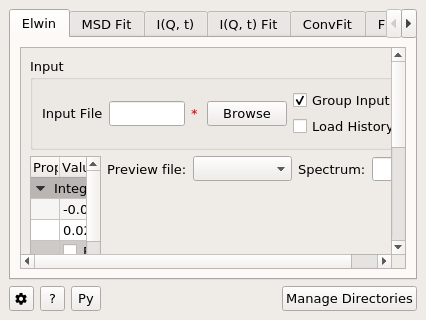 Elwin MSD Fit I(Q, t) I(Q, t) Fit ConvFit F
Input
Input File * Browse Group Input
Load History
Prop Valu Preview file: Spectrum:
Integ
-0.0
0.02
?
Py
Manage Directories